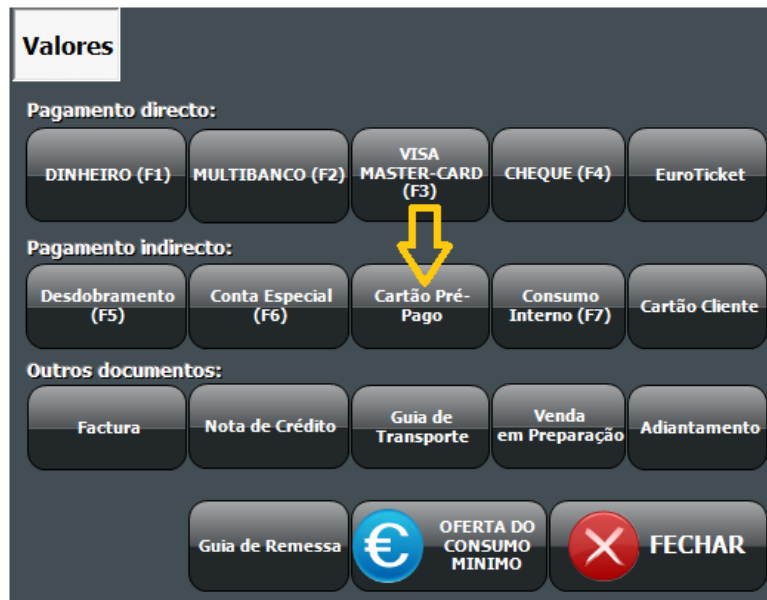 Valores
Pagamento directo:
DINHEIRO (F1)
MULTIBANCO (F2)
VISA
MASTER-CARD
(F3)
CHEQUE (F4)
EuroTicket
Pagamento indirecto:
Desdobramento
(F5)
Conta Especial
(F6)
Cartão Pré-
Pago
Consumo
Interno (F7)
Cartão Cliente
Outros documentos:
Factura
Nota de Crédito
Guia de
Transporte
Venda
em Preparação
Adiantamento
Guia de Remessa
€
OFERTA DO
CONSUMO
MINIMO
FECHAR